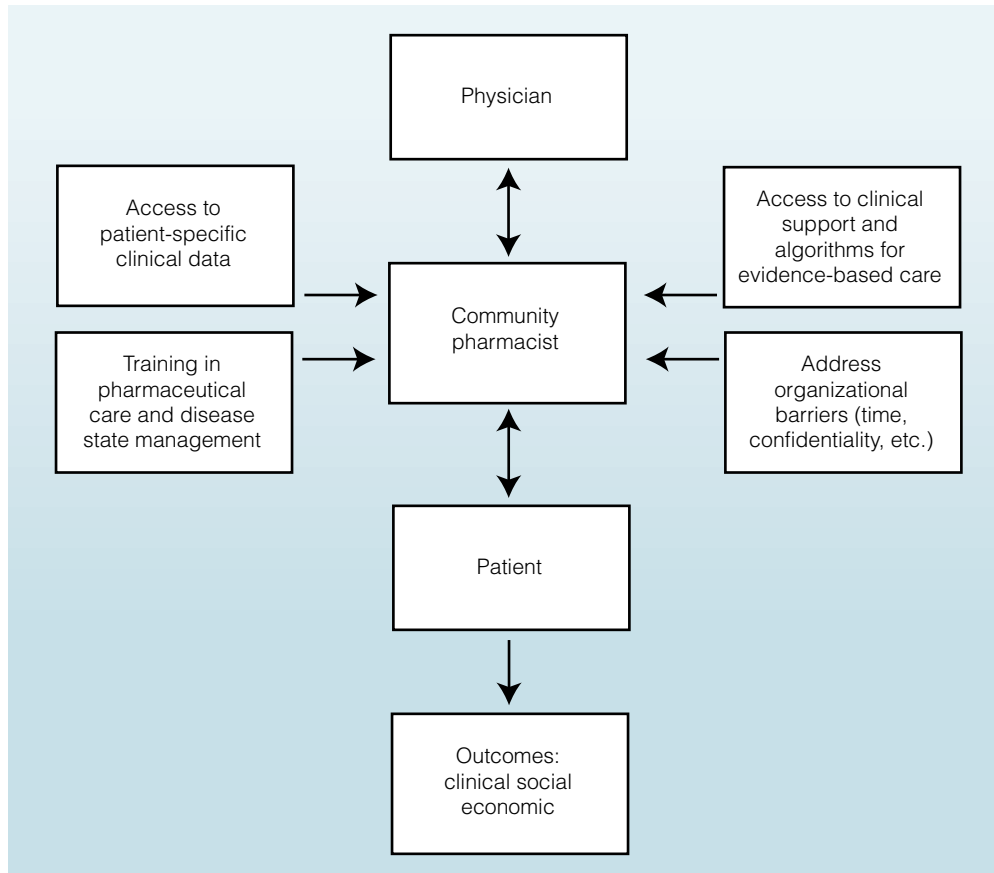 Physician
Access to
patient-specific
clinical data
Access to clinical
support and
algorithms for
evidence-based care
Community
pharmacist
Training in
pharmaceutical
care and disease
state management
Address
organizational
barriers (time,
confidentiality, etc.)
Patient
Outcomes:
clinical social
economic